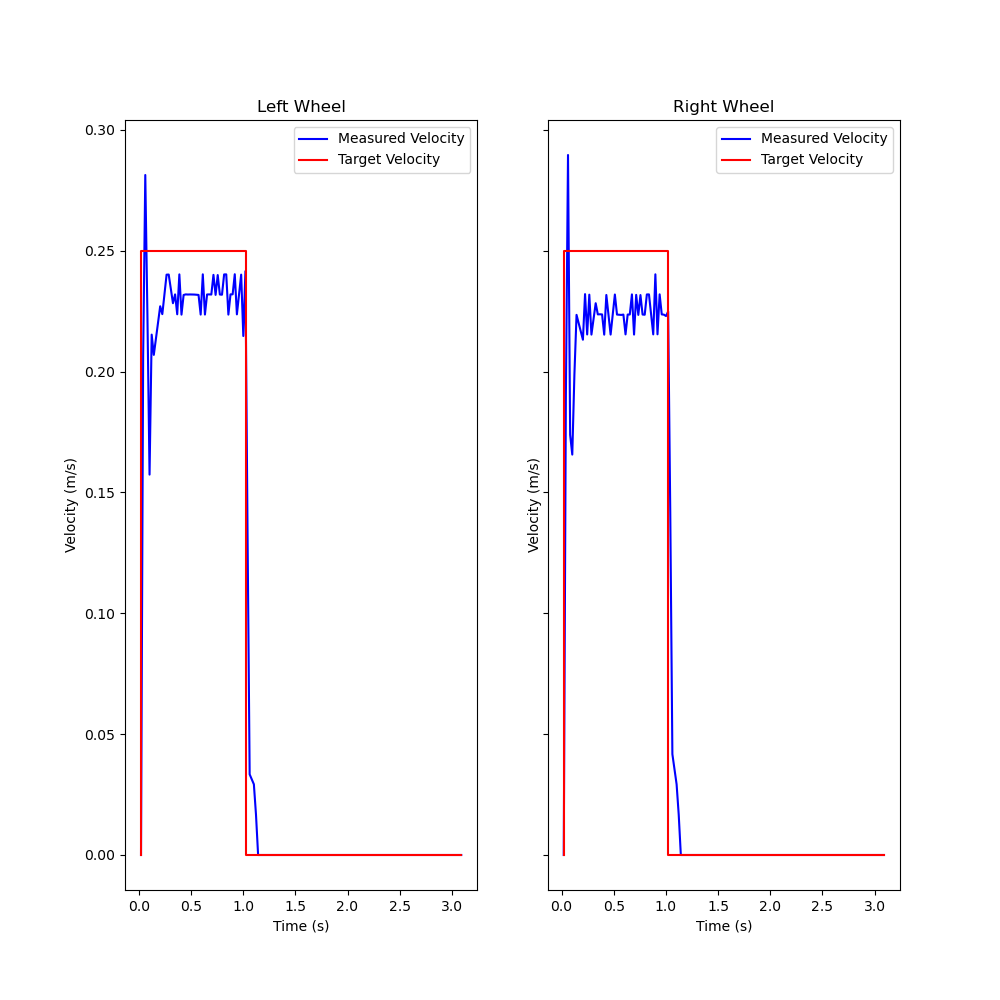 Left Wheel
Measured Velocity
Target Velocity
0.30
0.25
0.20
0.15
0.10
0.05
0.00
Velocity (m/s)
0.0 0.5 1.0 1.5 2.0 2.5 3.0
Time (s)
Right Wheel
Measured Velocity
Target Velocity
Velocity (m/s)
0.0 0.5 1.0 1.5 2.0 2.5 3.0
Time (s)